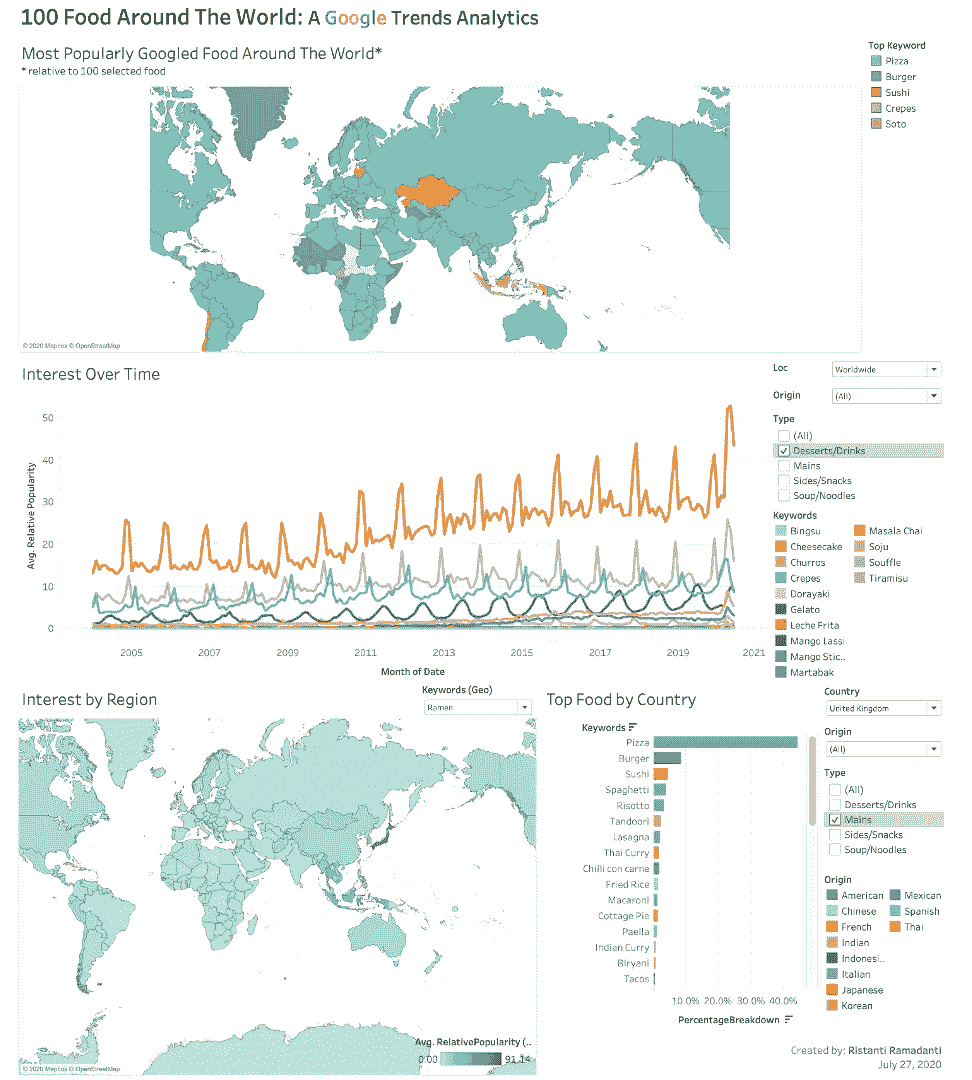 100 Food Around The World: A Google Trends Analytics
Most Popularly Googled Food Around The World*
* relative to 100 selected food
Top Keyword
Pizza
Burger
Sushi
Crepes
Soto
© 2020 Mapbox © OpenStreetMap
Interest Over Time
Loc
Worldwide
Origin
(All)
Type
(All)
Desserts/Drinks
Mains
Sides/Snacks
Soup/Noodles
Keywords
Bingsu
Cheesecake
Churros
Crepes
Dorayaki
Gelato
Leche Frita
Mango Lassi
Mango Stic..
Martabak
Masala Chai
Soju
Souffle
Tiramisu
Avg. Relative Popularity
50
40
30
20
10
0
2005 2007 2009 2011 2013 2015 2017 2019 2021
Month of Date
Interest by Region
Keywords (Geo)
Ramen
Avg. RelativePopularity (..
0.00 91.14
© 2020 Mapbox © OpenStreetMap
Top Food by Country
Keywords
Pizza
Burger
Sushi
Spaghetti
Risotto
Tandoori
Lasagna
Thai Curry
Chilli con carne
Fried Rice
Macaroni
Cottage Pie
Paella
Indian Curry
Biryani
Tacos
10.0% 20.0% 30.0% 40.0%
PercentageBreakdown
Country
United Kingdom
Origin
(All)
Type
(All)
Desserts/Drinks
Mains
Sides/Snacks
Soup/Noodles
Origin
American
Chinese
French
Indian
Indonesi..
Italian
Japanese
Korean
Mexican
Spanish
Thai
Created by: Ristanti Ramadanti
July 27, 2020